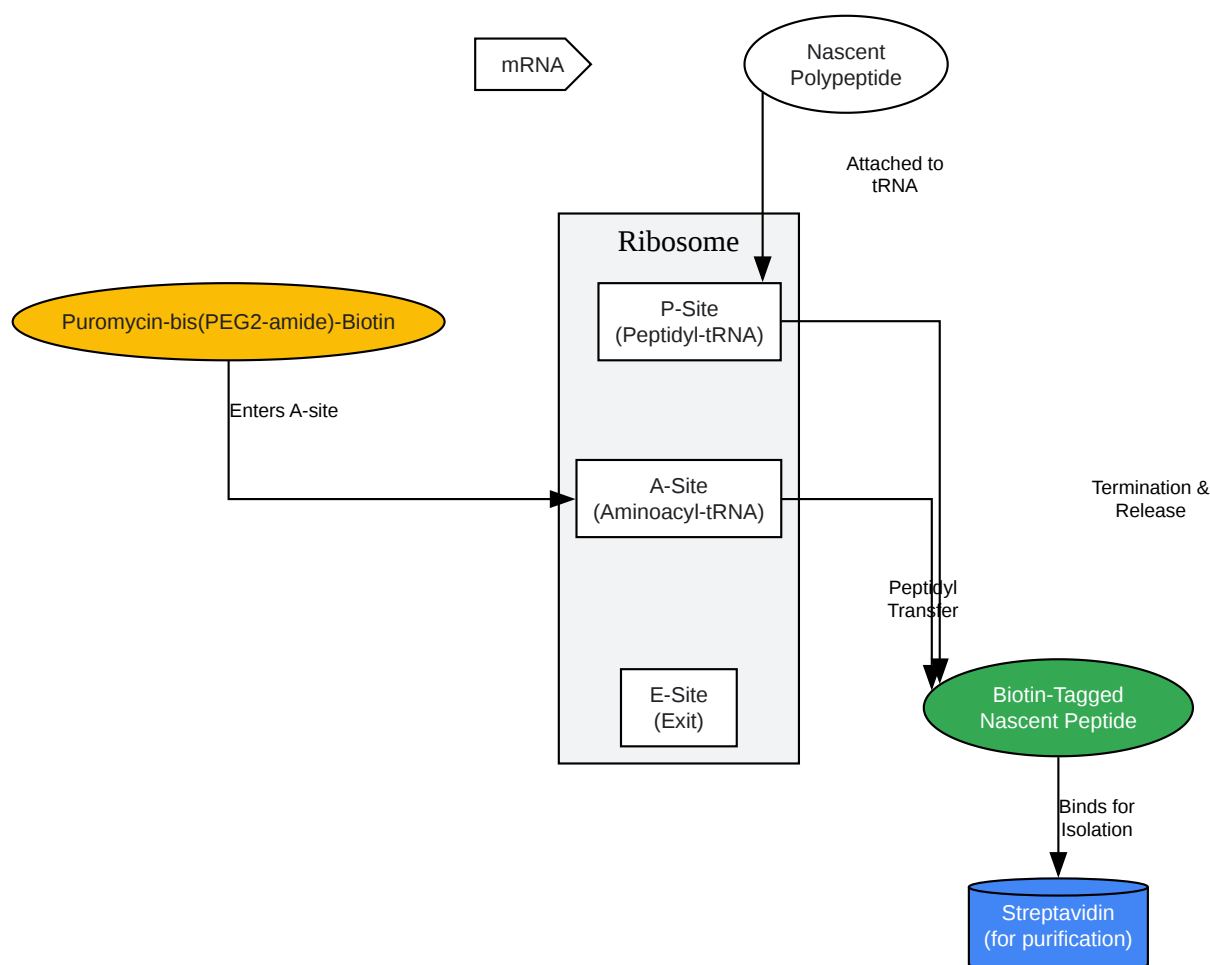 mRNA
Nascent
Polypeptide
Attached to
tRNA
Ribosome
Puromycin-bis(PEG2-amide)-Biotin
P-Site
(Peptidyl-tRNA)
Enters A-site
A-Site
(Aminoacyl-tRNA)
Termination &
Release
Peptidyl
Transfer
E-Site
(Exit)
Biotin-Tagged
Nascent Peptide
Binds for
Isolation
Streptavidin
(for purification)